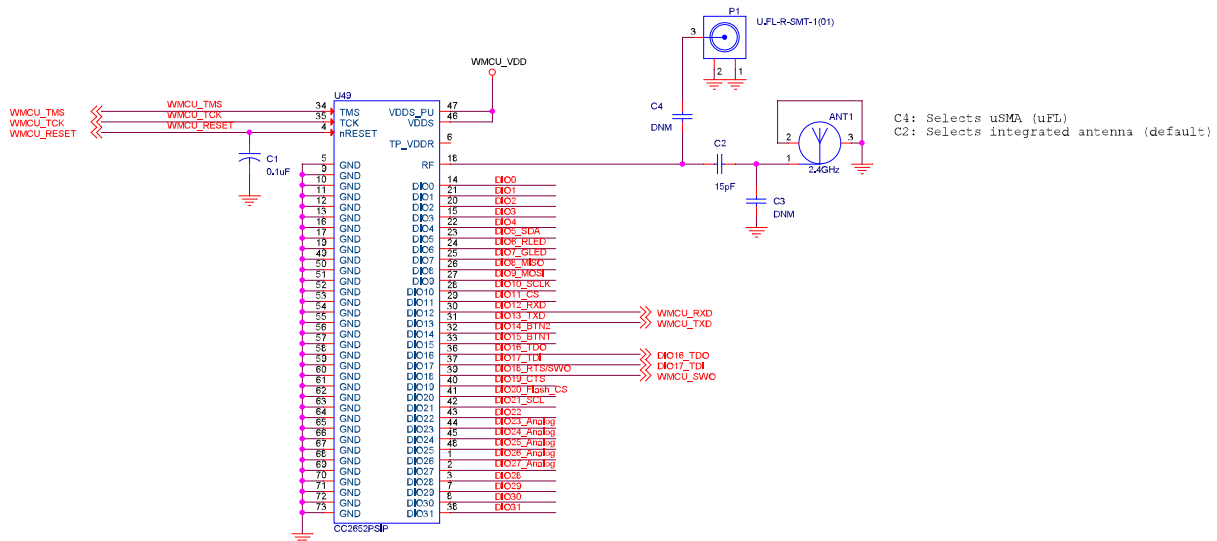 P1
U.FL-R-SMT-1(01)
3
2 1
WMCU_VDD
U49
WMCU_TMS WMCU_TMS 34 TMS VDDS_PU 47
WMCU_TCK WMCU_TCK 35 TCK VDDS 46
WMCU_RESET WMCU_RESET 4 nRESET
TP_VDDR 6
C1
0.1uF
C4
DNM
C2
15pF
C3
DNM
ANT1
2 3
1
2.4GHz
C4: Selects uSMA (uFL)
C2: Selects integrated antenna (default)
5 GND RF 18
9 GND
10 GND DIO0 14 DIO0
11 GND DIO1 21 DIO1
12 GND DIO2 20 DIO2
13 GND DIO3 15 DIO3
16 GND DIO4 22 DIO4
17 GND DIO5 23 DIO5_SDA
19 GND DIO6 24 DIO6_RLED
49 GND DIO7 25 DIO7_GLED
50 GND DIO8 26 DIO8_MISO
51 GND DIO9 27 DIO9_MOSI
52 GND DIO10 28 DIO10_SCLK
53 GND DIO11 29 DIO11_CS
54 GND DIO12 30 DIO12_RXD WMCU_RXD
55 GND DIO13 31 DIO13_TXD WMCU_TXD
56 GND DIO14 32 DIO14_BTN2
57 GND DIO15 33 DIO15_BTN1
58 GND DIO16 36 DIO16_TDO DIO16_TDO
59 GND DIO17 37 DIO17_TDI DIO17_TDI
60 GND DIO18 39 DIO18_RTS/SWO WMCU_SWO
61 GND DIO19 40 DIO19_CTS
62 GND DIO20 41 DIO20_Flash_CS
63 GND DIO21 42 DIO21_SCL
64 GND DIO22 43 DIO22
65 GND DIO23 44 DIO23_Analog
66 GND DIO24 45 DIO24_Analog
67 GND DIO25 48 DIO25_Analog
68 GND DIO26 1 DIO26_Analog
69 GND DIO27 2 DIO27_Analog
70 GND DIO28 3 DIO28
71 GND DIO29 7 DIO29
72 GND DIO30 8 DIO30
73 GND DIO31 38 DIO31
CC2652PSIP